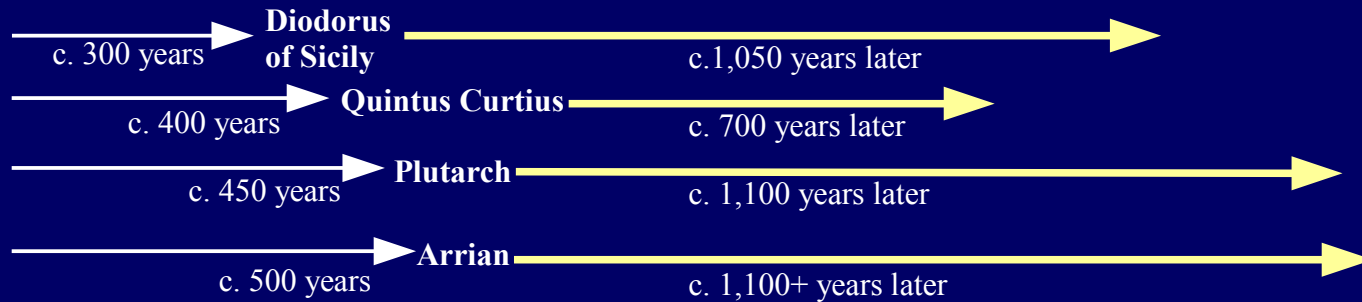 Diodorus
of Sicily
c. 300 years
c.1,050 years later
Quintus Curtius
c. 400 years
c. 700 years later
Plutarch
c. 450 years
c. 1,100 years later
Arrian
c. 500 years
c. 1,100+ years later